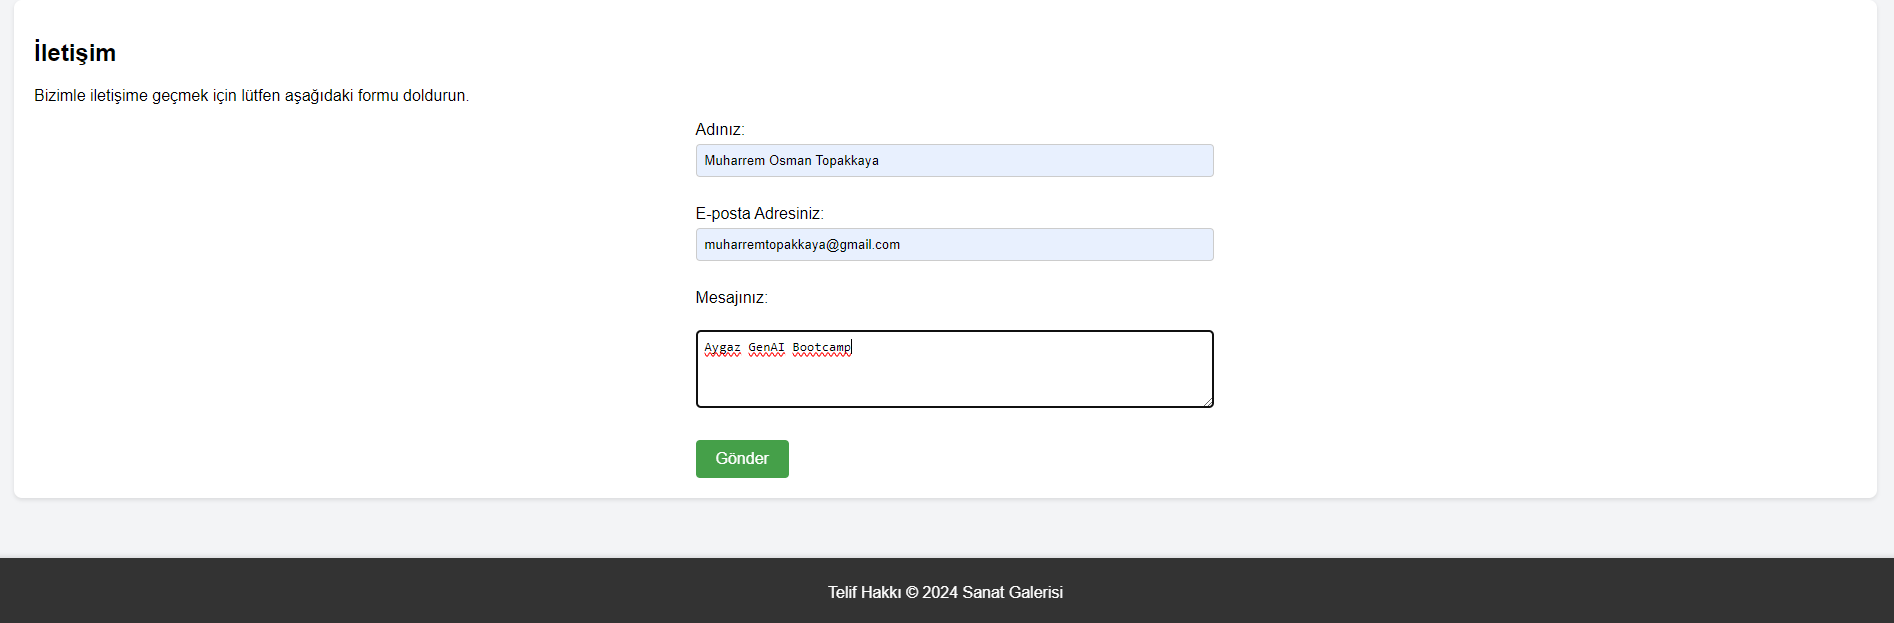 İletişim
Bizimle iletişime geçmek için lütfen aşağıdaki formu doldurun.
Adınız:
Muharrem Osman Topakkaya
E-posta Adresiniz:
muharremtopakkaya@gmail.com
Mesajınız:
Aygaz GenAI Bootcamp
Gönder
Telif Hakkı © 2024 Sanat Galerisi